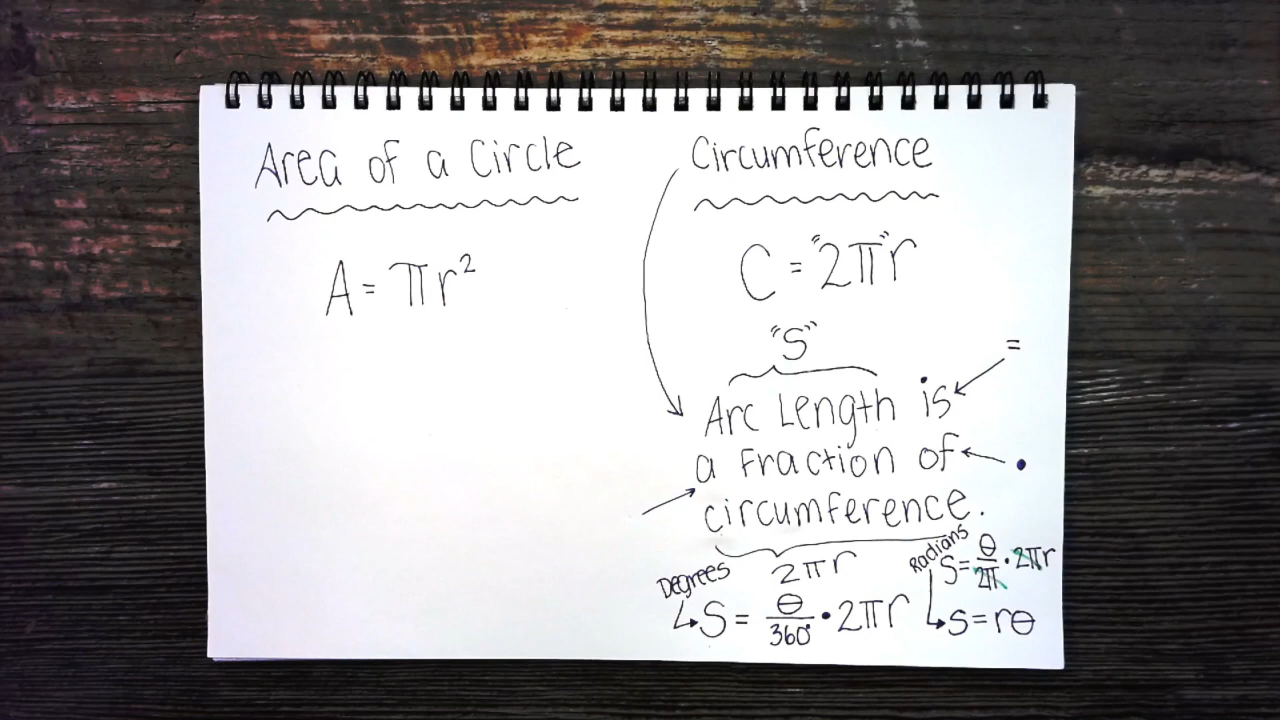 Area of a Circle
A = πr²
Circumference
C = "2π"r
"S"
=
Arc Length is
a fraction of
•
circumference.
2πr
Degrees
S = θ/360° • 2πr
Radians
S = θ/2π • 2πr
S = rθ